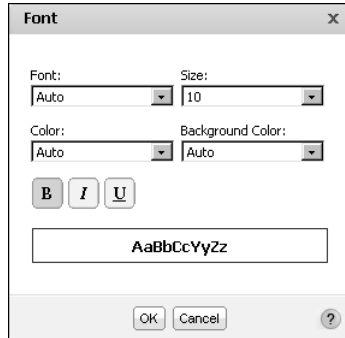 Font x
Font: Size:
Auto 10
Color: Background Color:
Auto Auto
B I U
AaBbCcYyZz
OK Cancel ?